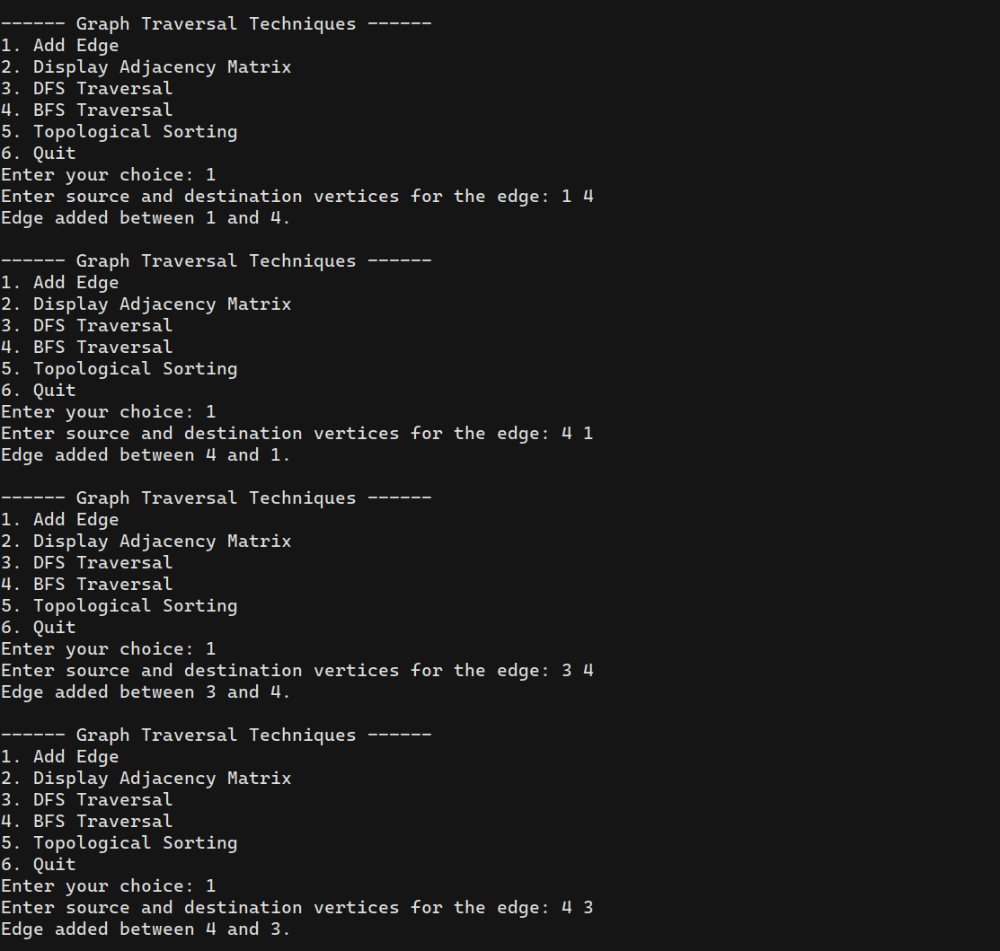 ------ Graph Traversal Techniques ------
1. Add Edge
2. Display Adjacency Matrix
3. DFS Traversal
4. BFS Traversal
5. Topological Sorting
6. Quit
Enter your choice: 1
Enter source and destination vertices for the edge: 1 4
Edge added between 1 and 4.

------ Graph Traversal Techniques ------
1. Add Edge
2. Display Adjacency Matrix
3. DFS Traversal
4. BFS Traversal
5. Topological Sorting
6. Quit
Enter your choice: 1
Enter source and destination vertices for the edge: 4 1
Edge added between 4 and 1.

------ Graph Traversal Techniques ------
1. Add Edge
2. Display Adjacency Matrix
3. DFS Traversal
4. BFS Traversal
5. Topological Sorting
6. Quit
Enter your choice: 1
Enter source and destination vertices for the edge: 3 4
Edge added between 3 and 4.

------ Graph Traversal Techniques ------
1. Add Edge
2. Display Adjacency Matrix
3. DFS Traversal
4. BFS Traversal
5. Topological Sorting
6. Quit
Enter your choice: 1
Enter source and destination vertices for the edge: 4 3
Edge added between 4 and 3.